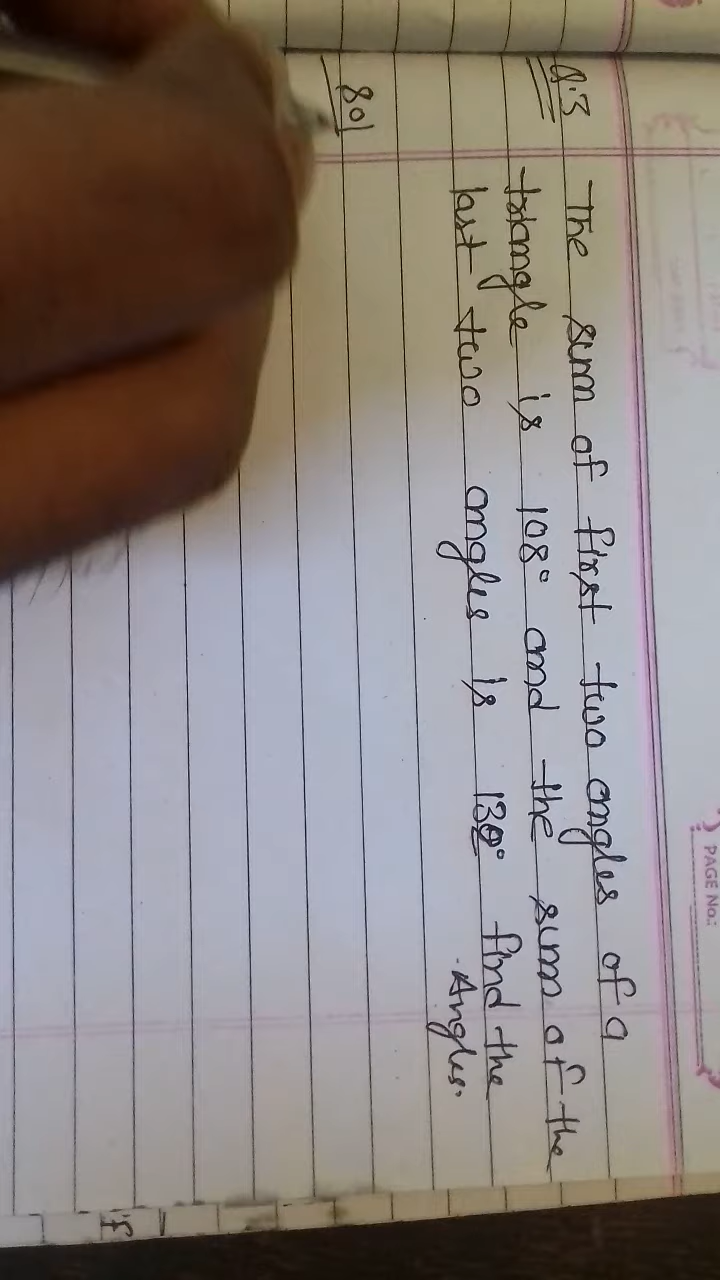 Q.3 The sum of first two angles of a
triangle is 108° and the sum of the
last two angles is 130° find the
Angles.
Sol
PAGE No.: